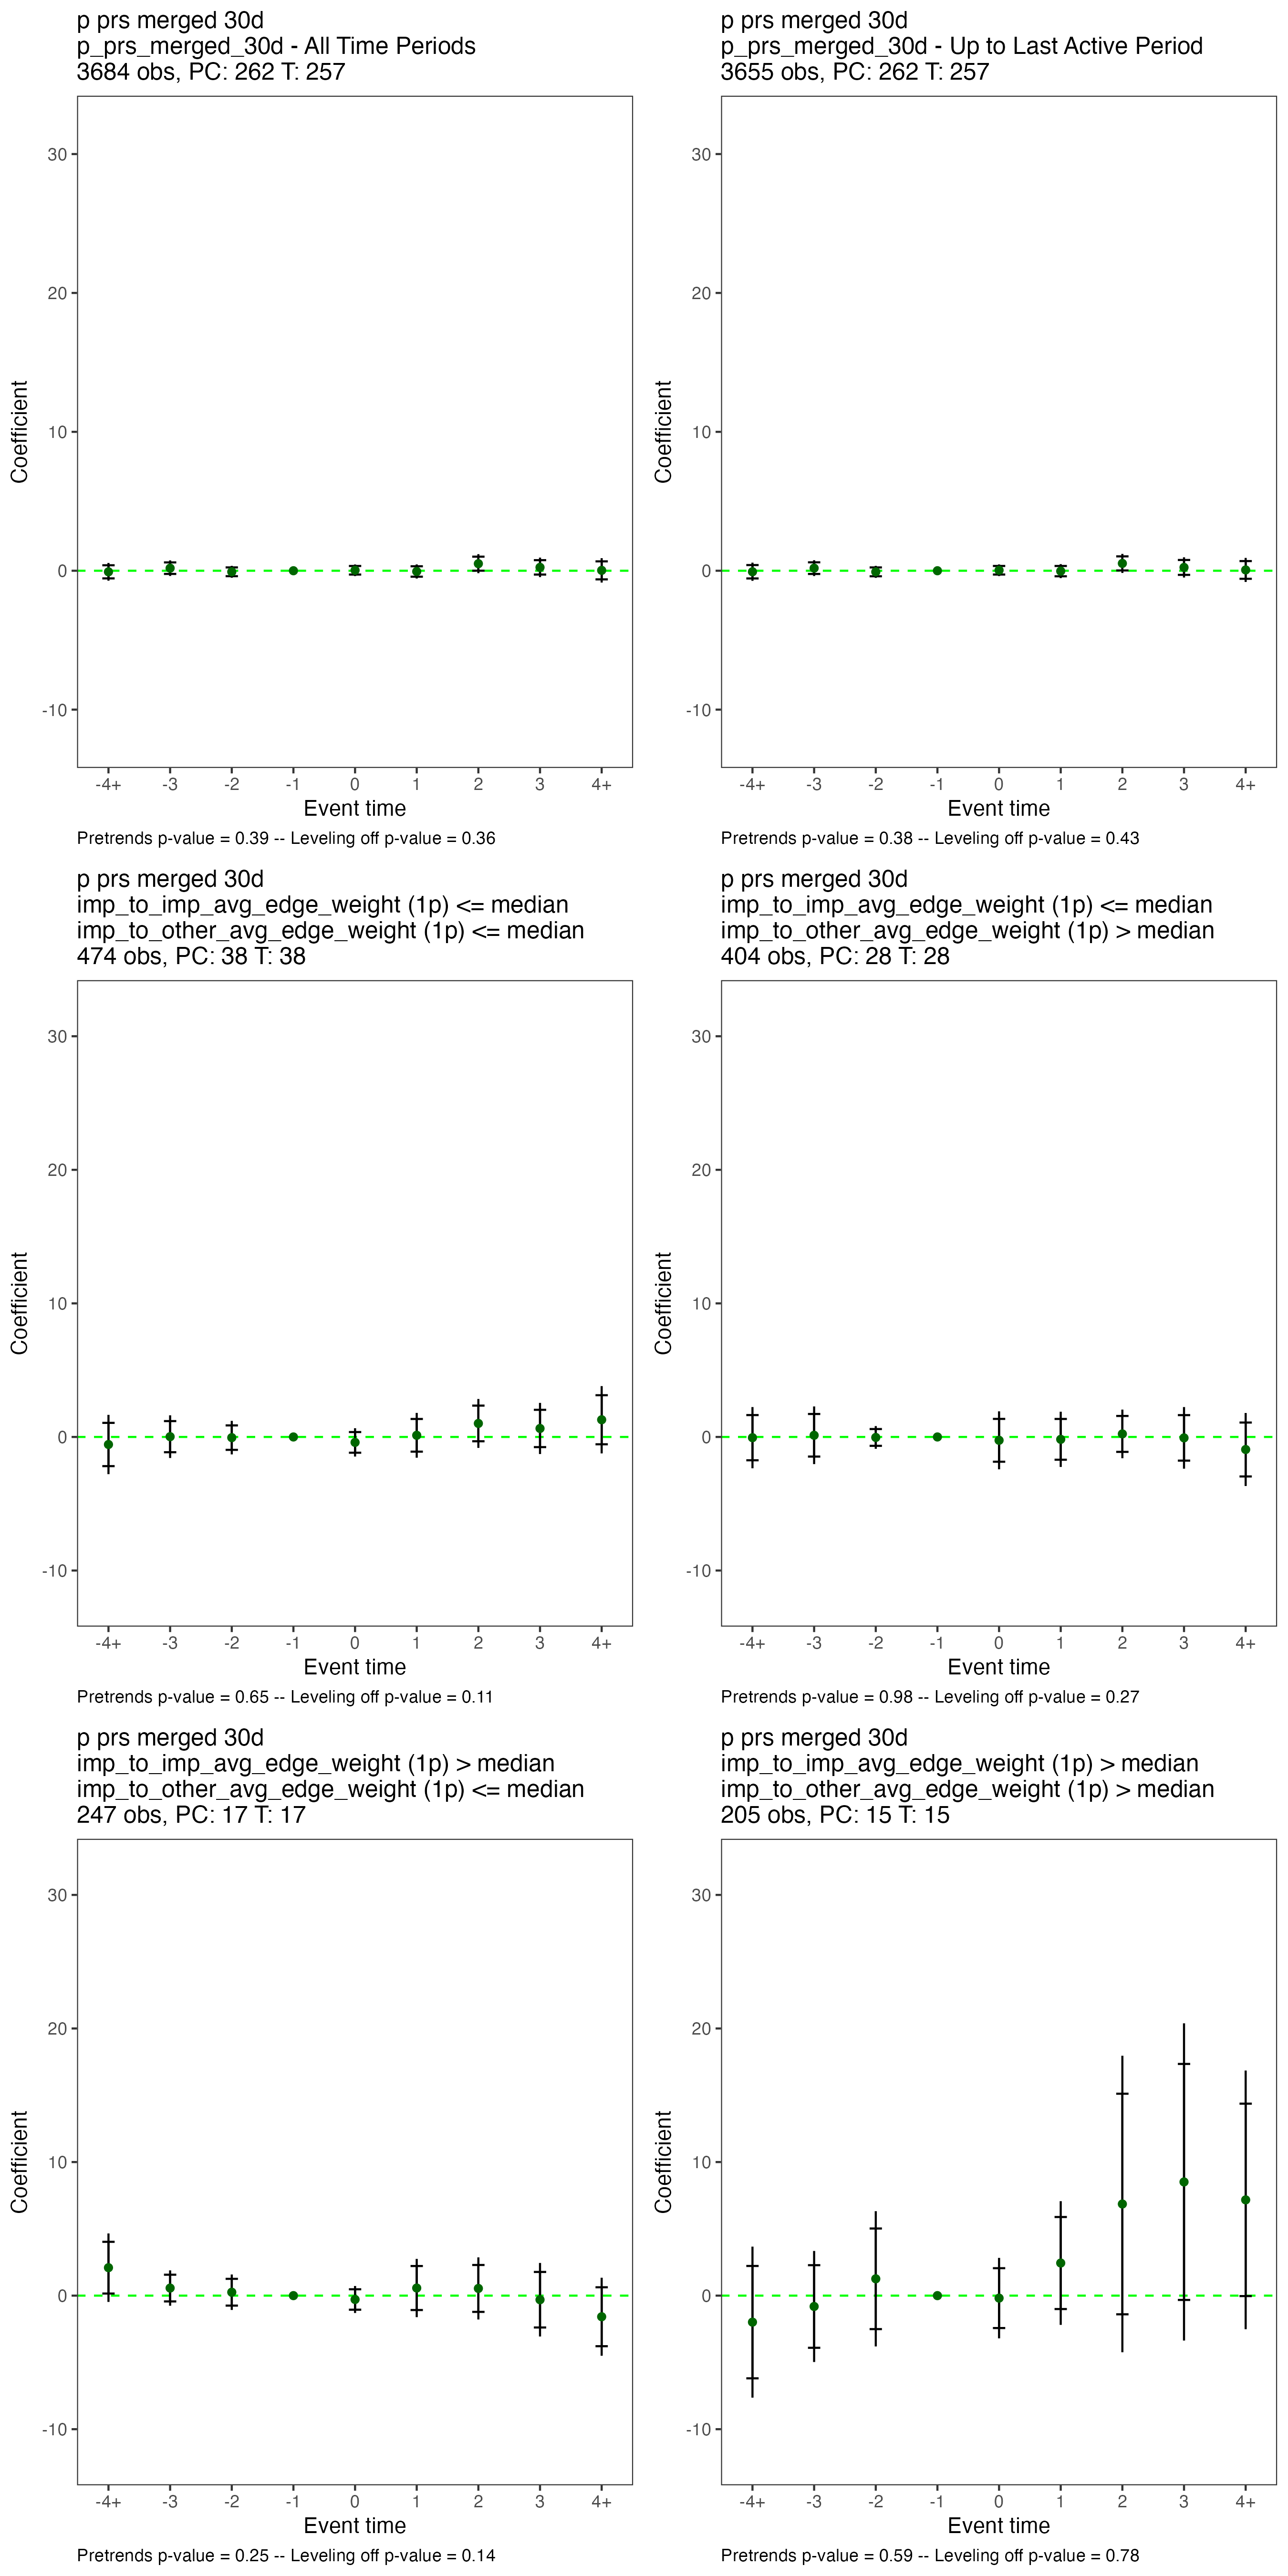 p prs merged 30d
p_prs_merged_30d - All Time Periods
3684 obs, PC: 262 T: 257
30
20
10
0
-10
Coefficient
-4+ -3 -2 -1 0 1 2 3 4+
Event time
Pretrends p-value = 0.39 -- Leveling off p-value = 0.36
p prs merged 30d
p_prs_merged_30d - Up to Last Active Period
3655 obs, PC: 262 T: 257
30
20
10
0
-10
Coefficient
-4+ -3 -2 -1 0 1 2 3 4+
Event time
Pretrends p-value = 0.38 -- Leveling off p-value = 0.43
p prs merged 30d
imp_to_imp_avg_edge_weight (1p) <= median
imp_to_other_avg_edge_weight (1p) <= median
474 obs, PC: 38 T: 38
30
20
10
0
-10
Coefficient
-4+ -3 -2 -1 0 1 2 3 4+
Event time
Pretrends p-value = 0.65 -- Leveling off p-value = 0.11
p prs merged 30d
imp_to_imp_avg_edge_weight (1p) <= median
imp_to_other_avg_edge_weight (1p) > median
404 obs, PC: 28 T: 28
30
20
10
0
-10
Coefficient
-4+ -3 -2 -1 0 1 2 3 4+
Event time
Pretrends p-value = 0.98 -- Leveling off p-value = 0.27
p prs merged 30d
imp_to_imp_avg_edge_weight (1p) > median
imp_to_other_avg_edge_weight (1p) <= median
247 obs, PC: 17 T: 17
30
20
10
0
-10
Coefficient
-4+ -3 -2 -1 0 1 2 3 4+
Event time
Pretrends p-value = 0.25 -- Leveling off p-value = 0.14
p prs merged 30d
imp_to_imp_avg_edge_weight (1p) > median
imp_to_other_avg_edge_weight (1p) > median
205 obs, PC: 15 T: 15
30
20
10
0
-10
Coefficient
-4+ -3 -2 -1 0 1 2 3 4+
Event time
Pretrends p-value = 0.59 -- Leveling off p-value = 0.78